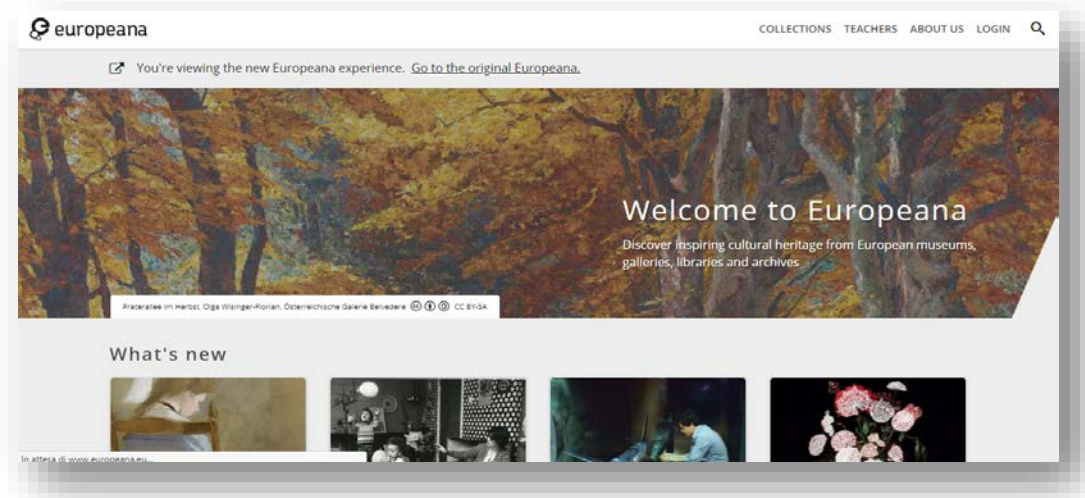 europeana
COLLECTIONS TEACHERS ABOUT US LOGIN
You're viewing the new Europeana experience. Go to the original Europeana.
Welcome to Europeana
Discover inspiring cultural heritage from European museums,
galleries, libraries and archives
Praterallee im Herbst, Olga Wizinger-Florian, Österreichische Galerie Belvedere CC BY-SA
What's new
In attesa di www.europeana.eu...